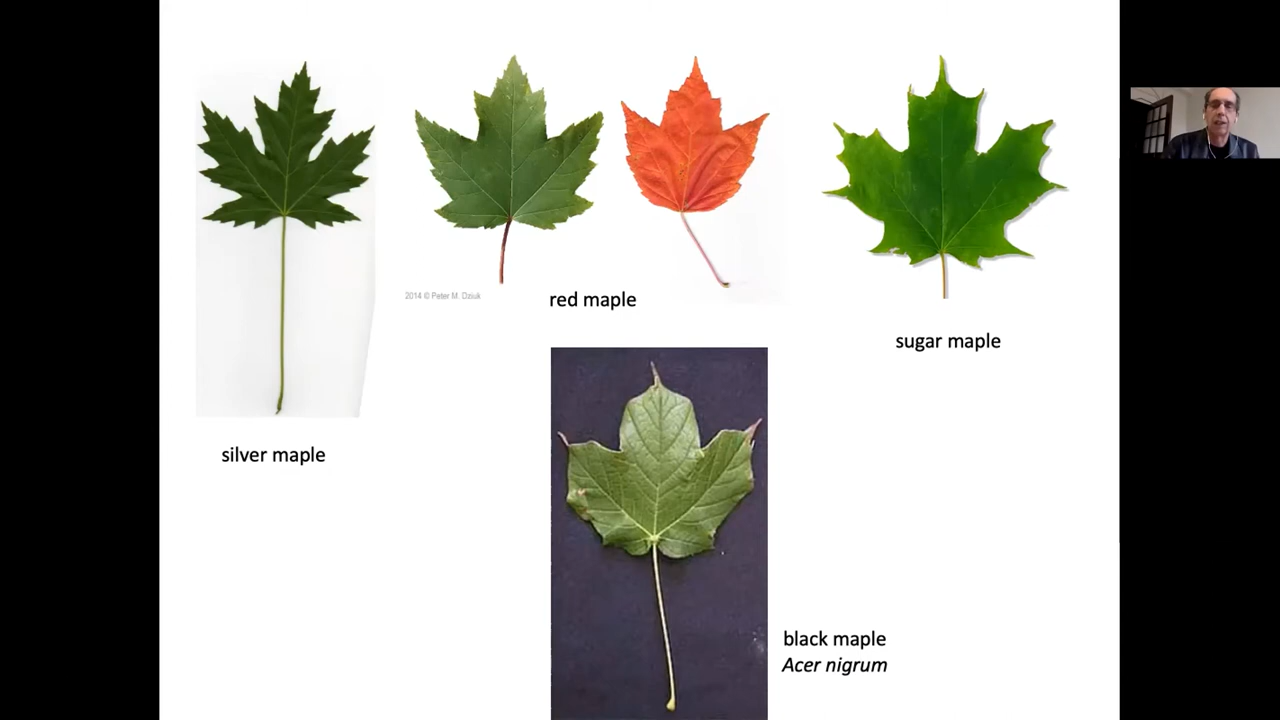 2014 © Peter M. Dziuk
red maple
sugar maple
silver maple
black maple
Acer nigrum